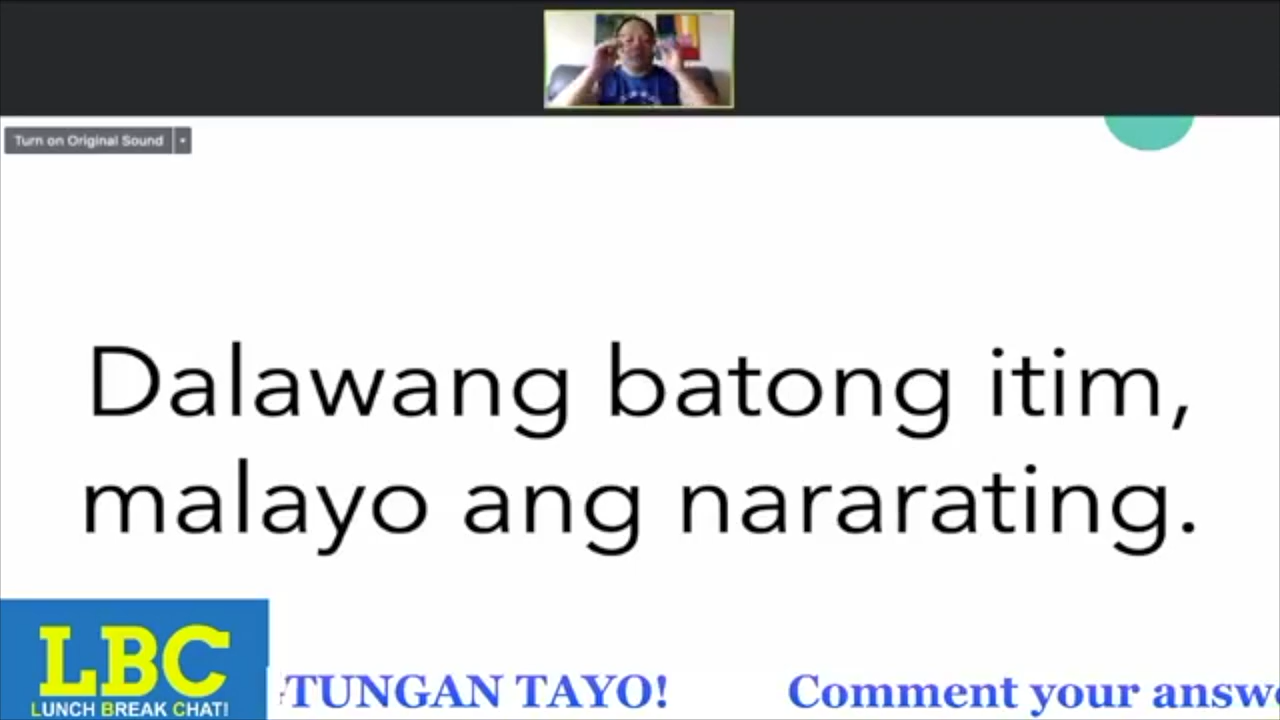 Turn on Original Sound
Dalawang batong itim,
malayo ang nararating.
LBC
LUNCH BREAK CHAT!
TUNGAN TAYO! Comment your answ